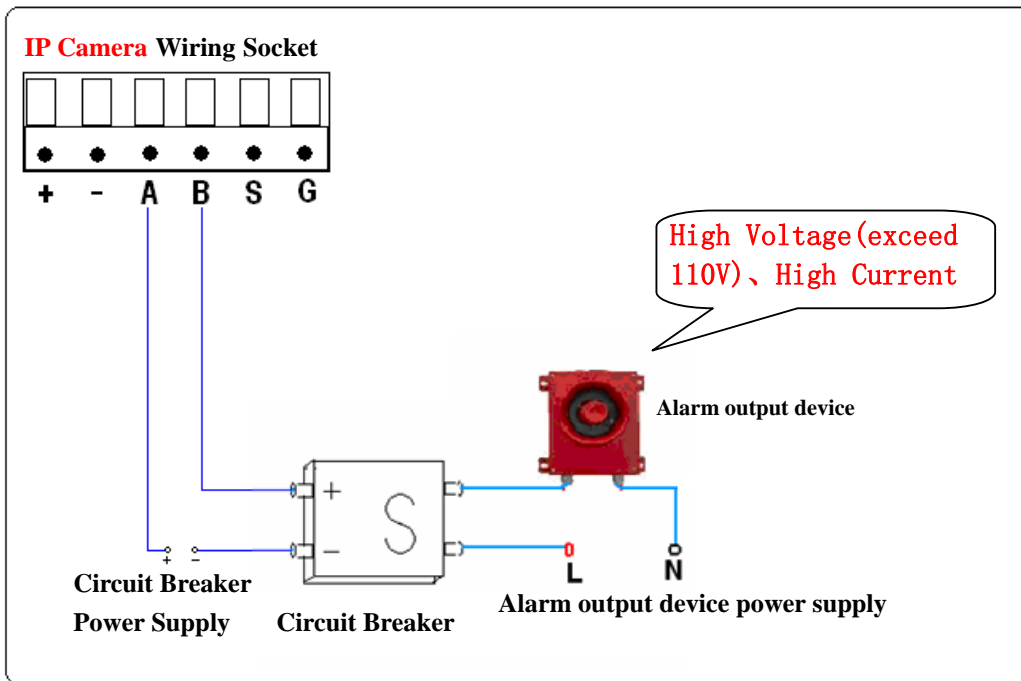 IP Camera Wiring Socket
+ - A B S G
High Voltage(exceed
110V)、High Current
Alarm output device
+
S
-
+ -
L N
Circuit Breaker
Power Supply
Circuit Breaker
Alarm output device power supply